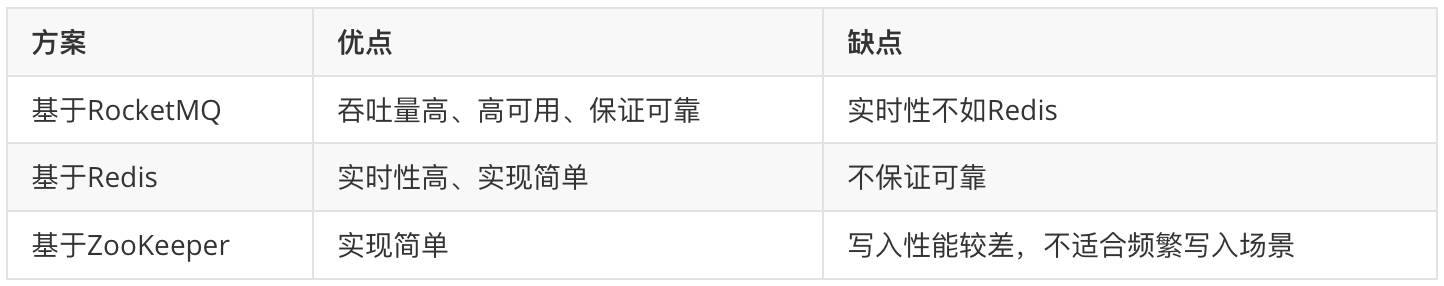 方案 优点 缺点
基于RocketMQ 吞吐量高、高可用、保证可靠 实时性不如Redis
基于Redis 实时性高、实现简单 不保证可靠
基于ZooKeeper 实现简单 写入性能较差，不适合频繁写入场景